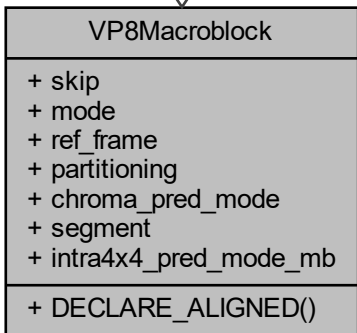 VP8Macroblock
+ skip
+ mode
+ ref_frame
+ partitioning
+ chroma_pred_mode
+ segment
+ intra4x4_pred_mode_mb
+ DECLARE_ALIGNED()